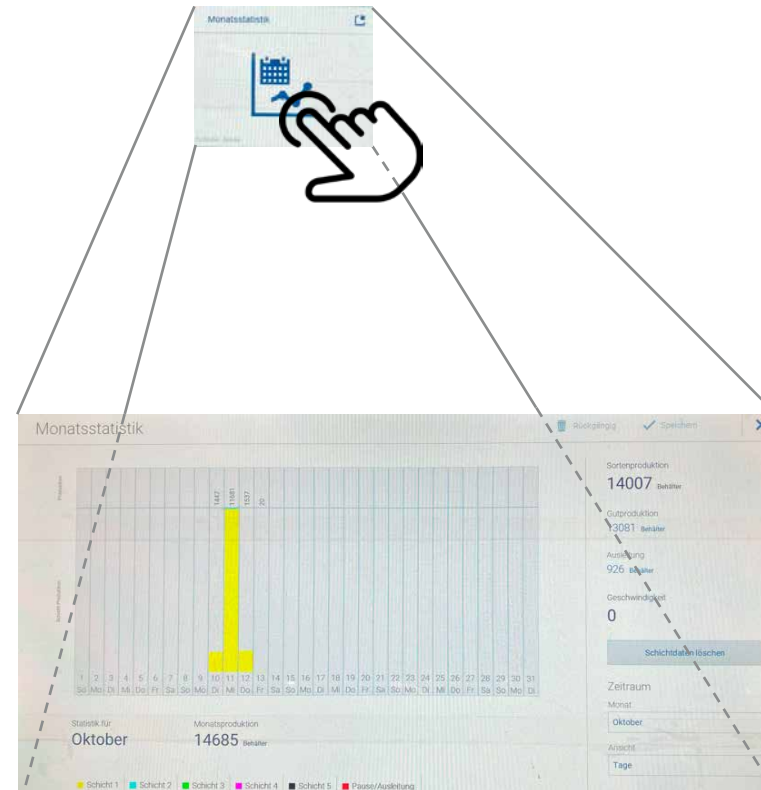 Monatsstatistik
Monatsstatistik
Rückgängig
Speichern
1447
11681
1537
20
1 2 3 4 5 6 7 8 9 10 11 12 13 14 15 16 17 18 19 20 21 22 23 24 25 26 27 28 29 30 31
So Mo Di Mi Do Fr Sa So Mo Di Mi Do Fr Sa So Mo Di Mi Do Fr Sa So Mo Di Mi Do Fr Sa So Mo Di
Statistik für
Oktober
Monatsproduktion
14685 Behälter
Schicht 1 Schicht 2 Schicht 3 Schicht 4 Schicht 5 Pause/Ausleitung
Sortenproduktion
14007 Behälter
Gutproduktion
13081 Behälter
Ausleitung
926 Behälter
Geschwindigkeit
0
Schichtdaten löschen
Zeitraum
Monat
Oktober
Ansicht
Tage